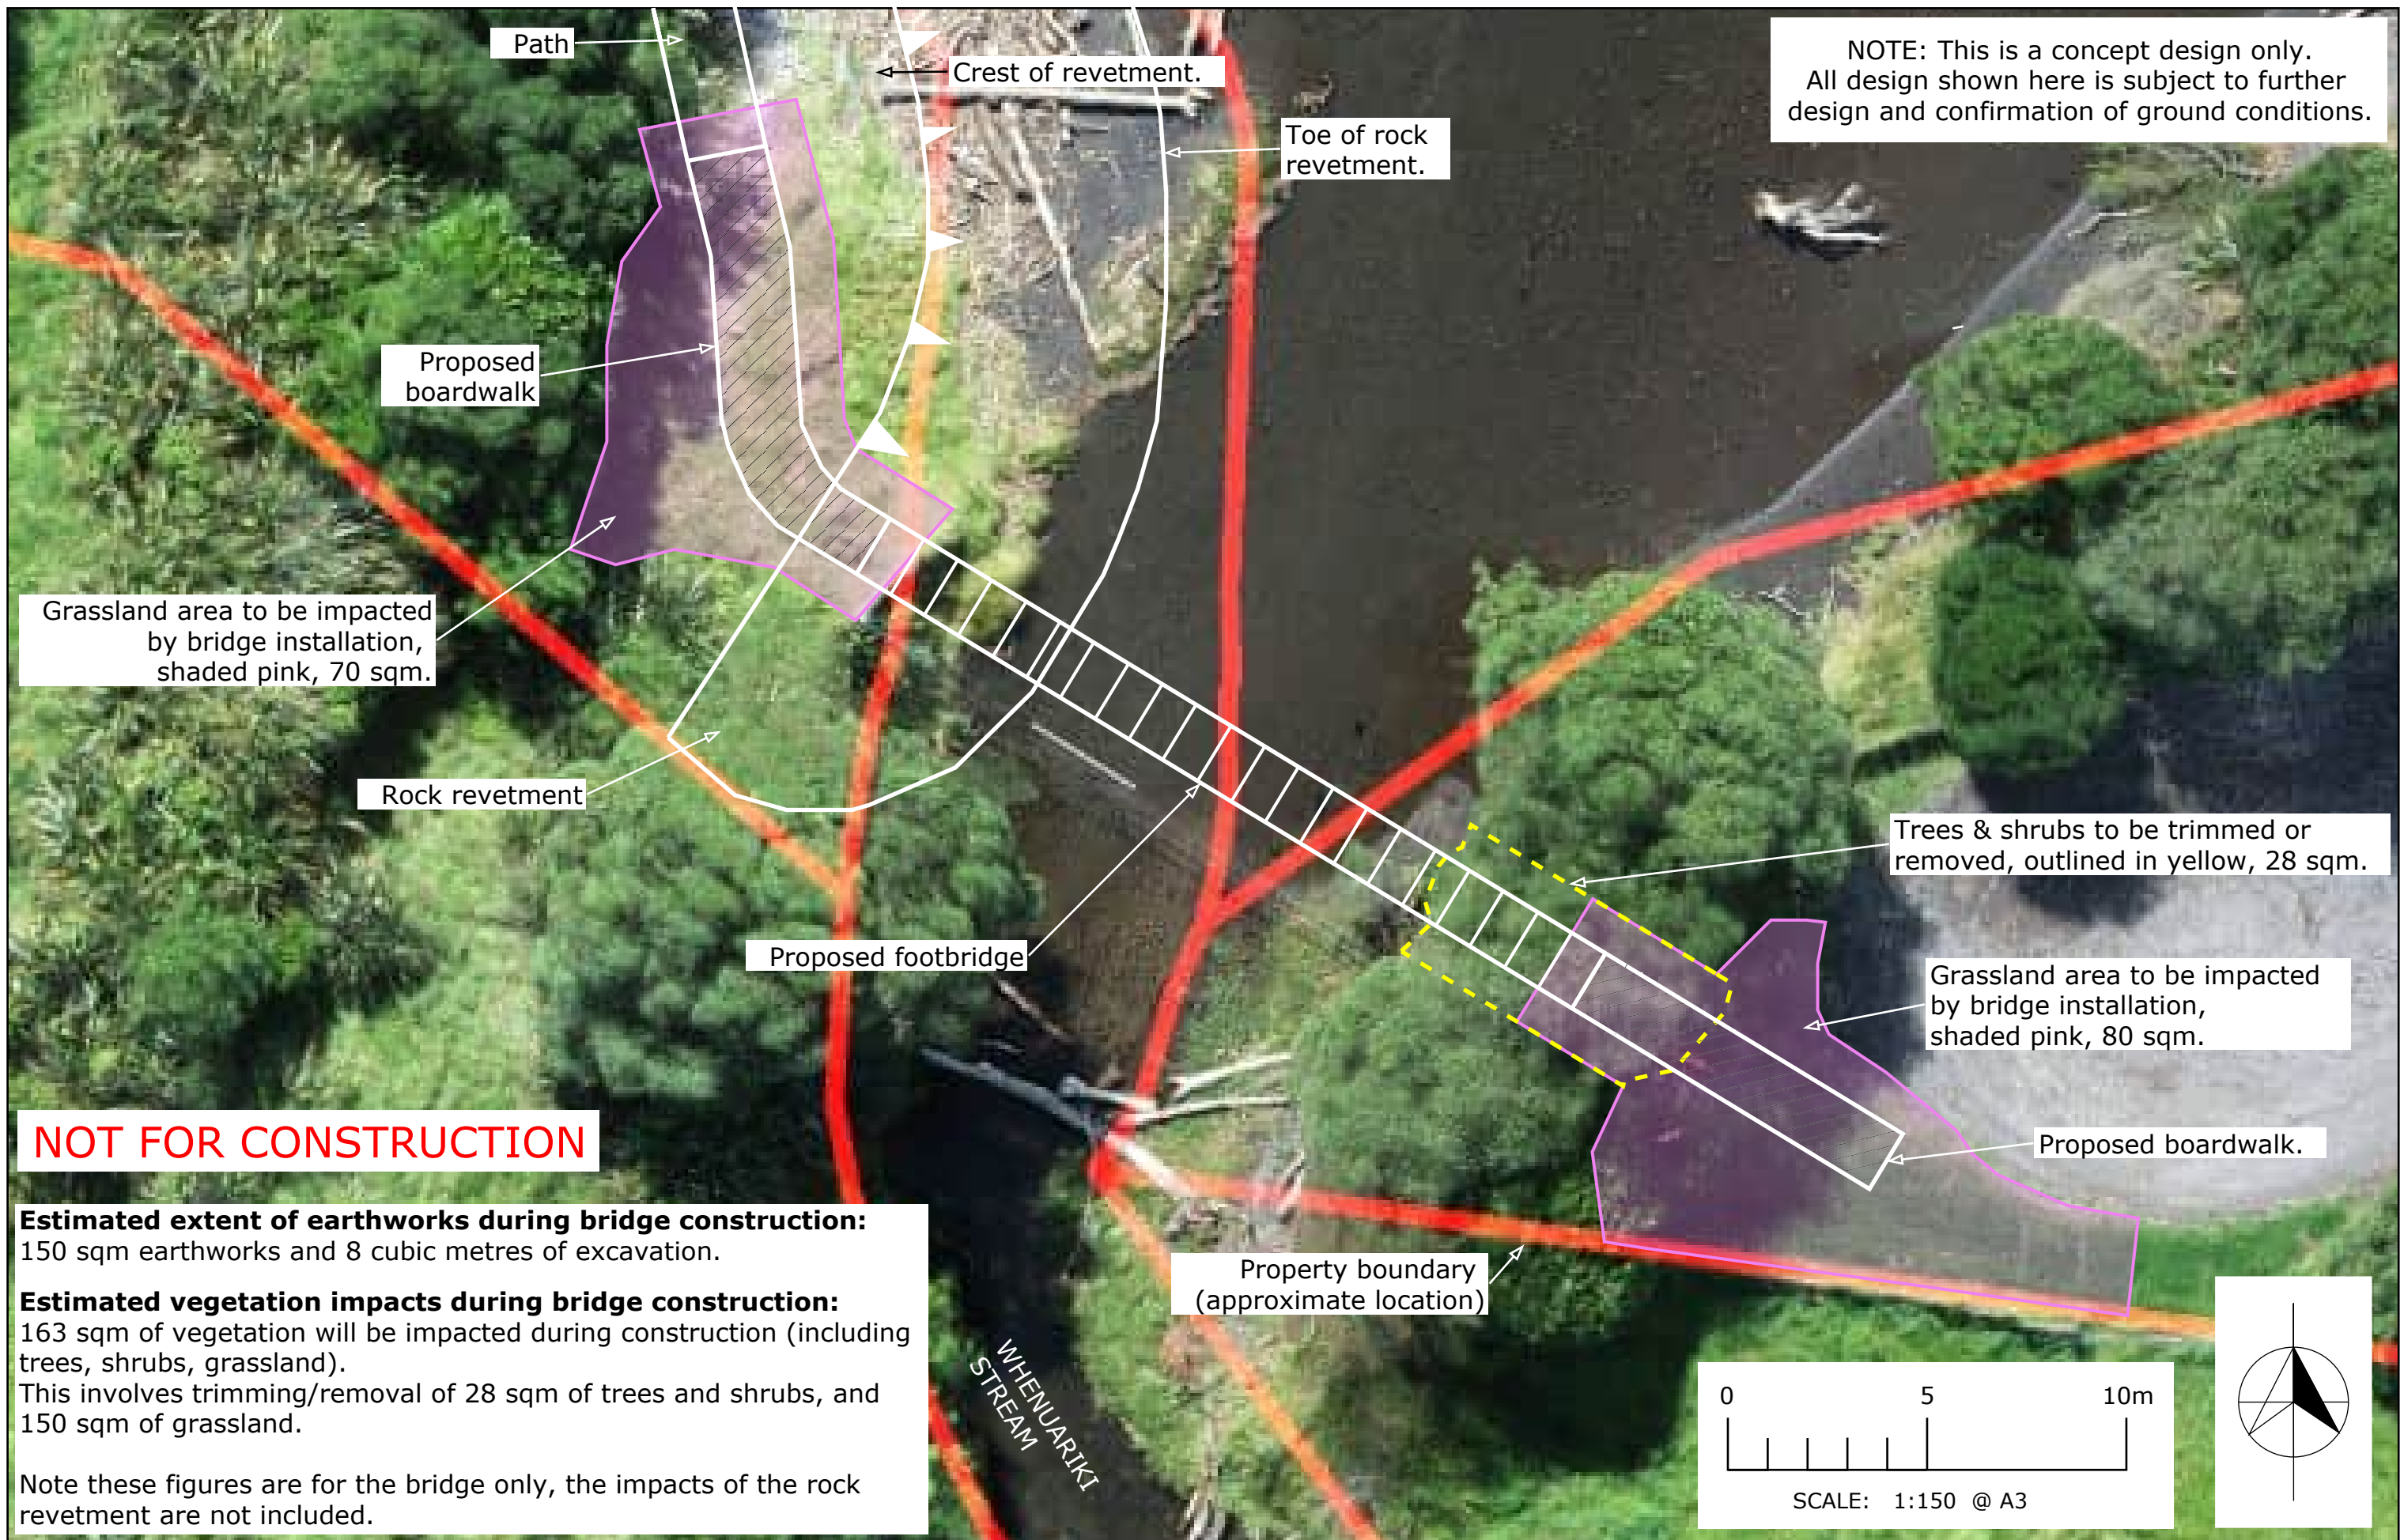 Path
Crest of revetment.
NOTE: This is a concept design only.
All design shown here is subject to further
design and confirmation of ground conditions.
Toe of rock
revetment.
Proposed
boardwalk
Grassland area to be impacted
by bridge installation,
shaded pink, 70 sqm.
Rock revetment
Trees & shrubs to be trimmed or
removed, outlined in yellow, 28 sqm.
Proposed footbridge
Grassland area to be impacted
by bridge installation,
shaded pink, 80 sqm.
NOT FOR CONSTRUCTION
Proposed boardwalk.
Estimated extent of earthworks during bridge construction:
150 sqm earthworks and 8 cubic metres of excavation.
Estimated vegetation impacts during bridge construction:
163 sqm of vegetation will be impacted during construction (including
trees, shrubs, grassland).
This involves trimming/removal of 28 sqm of trees and shrubs, and
150 sqm of grassland.
Note these figures are for the bridge only, the impacts of the rock
revetment are not included.
Property boundary
(approximate location)
WHENUARIKI
STREAM
0 5 10m
SCALE: 1:150 @ A3